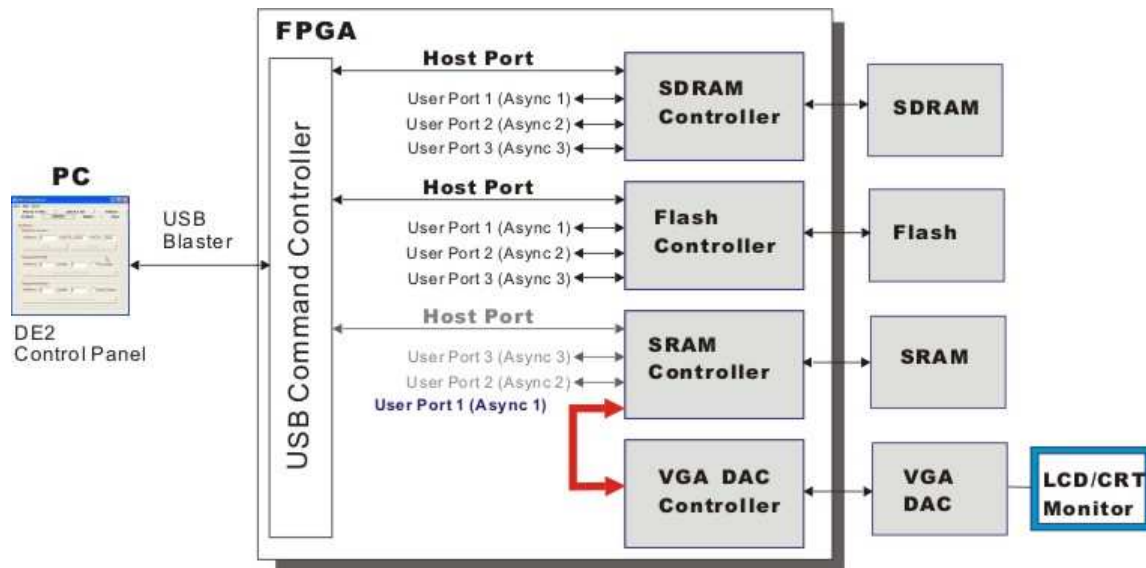 FPGA
Host Port
User Port 1 (Async 1)
User Port 2 (Async 2)
User Port 3 (Async 3)
SDRAM
Controller
SDRAM
PC
USB
Blaster
DE2
Control Panel
USB Command Controller
Host Port
User Port 1 (Async 1)
User Port 2 (Async 2)
User Port 3 (Async 3)
Flash
Controller
Flash
Host Port
User Port 3 (Async 3)
User Port 2 (Async 2)
User Port 1 (Async 1)
SRAM
Controller
SRAM
VGA DAC
Controller
VGA
DAC
LCD/CRT
Monitor